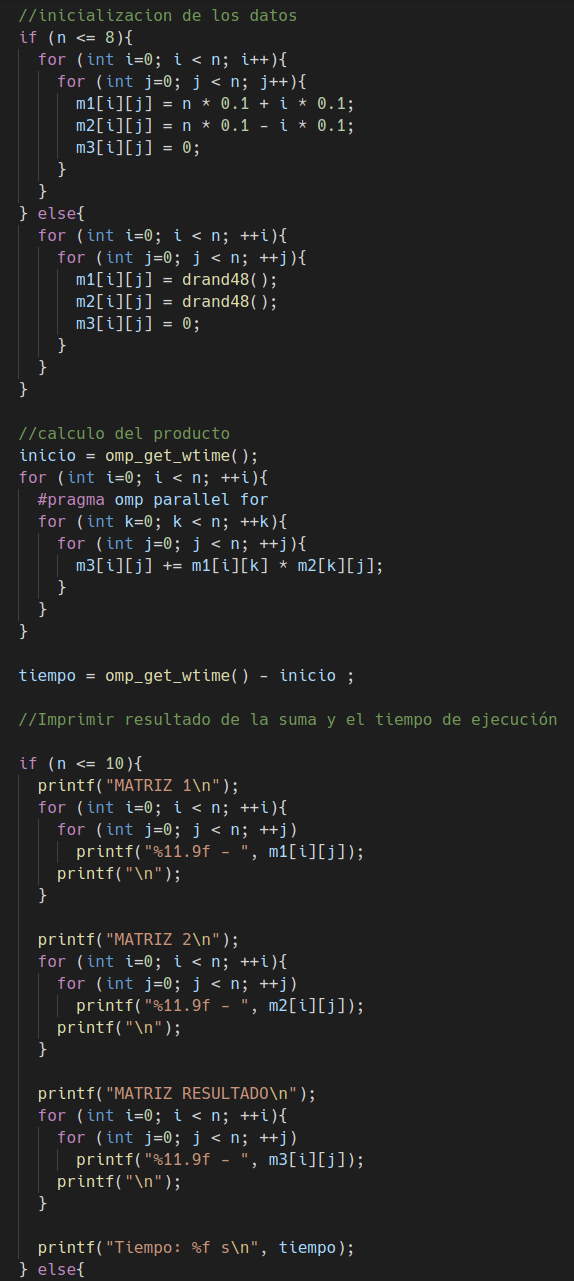 //inicializacion de los datos
if (n <= 8){
  for (int i=0; i < n; i++){
    for (int j=0; j < n; j++){
      m1[i][j] = n * 0.1 + i * 0.1;
      m2[i][j] = n * 0.1 - i * 0.1;
      m3[i][j] = 0;
    }
  }
} else{
  for (int i=0; i < n; ++i){
    for (int j=0; j < n; ++j){
      m1[i][j] = drand48();
      m2[i][j] = drand48();
      m3[i][j] = 0;
    }
  }
}

//calculo del producto
inicio = omp_get_wtime();
for (int i=0; i < n; ++i){
  #pragma omp parallel for
  for (int k=0; k < n; ++k){
    for (int j=0; j < n; ++j){
      m3[i][j] += m1[i][k] * m2[k][j];
    }
  }
}

tiempo = omp_get_wtime() - inicio ;

//Imprimir resultado de la suma y el tiempo de ejecución

if (n <= 10){
  printf("MATRIZ 1\n");
  for (int i=0; i < n; ++i){
    for (int j=0; j < n; ++j)
      printf("%11.9f - ", m1[i][j]);
    printf("\n");
  }

  printf("MATRIZ 2\n");
  for (int i=0; i < n; ++i){
    for (int j=0; j < n; ++j)
      printf("%11.9f - ", m2[i][j]);
    printf("\n");
  }

  printf("MATRIZ RESULTADO\n");
  for (int i=0; i < n; ++i){
    for (int j=0; j < n; ++j)
      printf("%11.9f - ", m3[i][j]);
    printf("\n");
  }

  printf("Tiempo: %f s\n", tiempo);
} else{